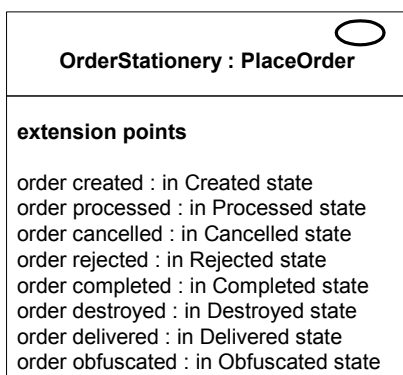 OrderStationery : PlaceOrder
extension points
order created : in Created state
order processed : in Processed state
order cancelled : in Cancelled state
order rejected : in Rejected state
order completed : in Completed state
order destroyed : in Destroyed state
order delivered : in Delivered state
order obfuscated : in Obfuscated state